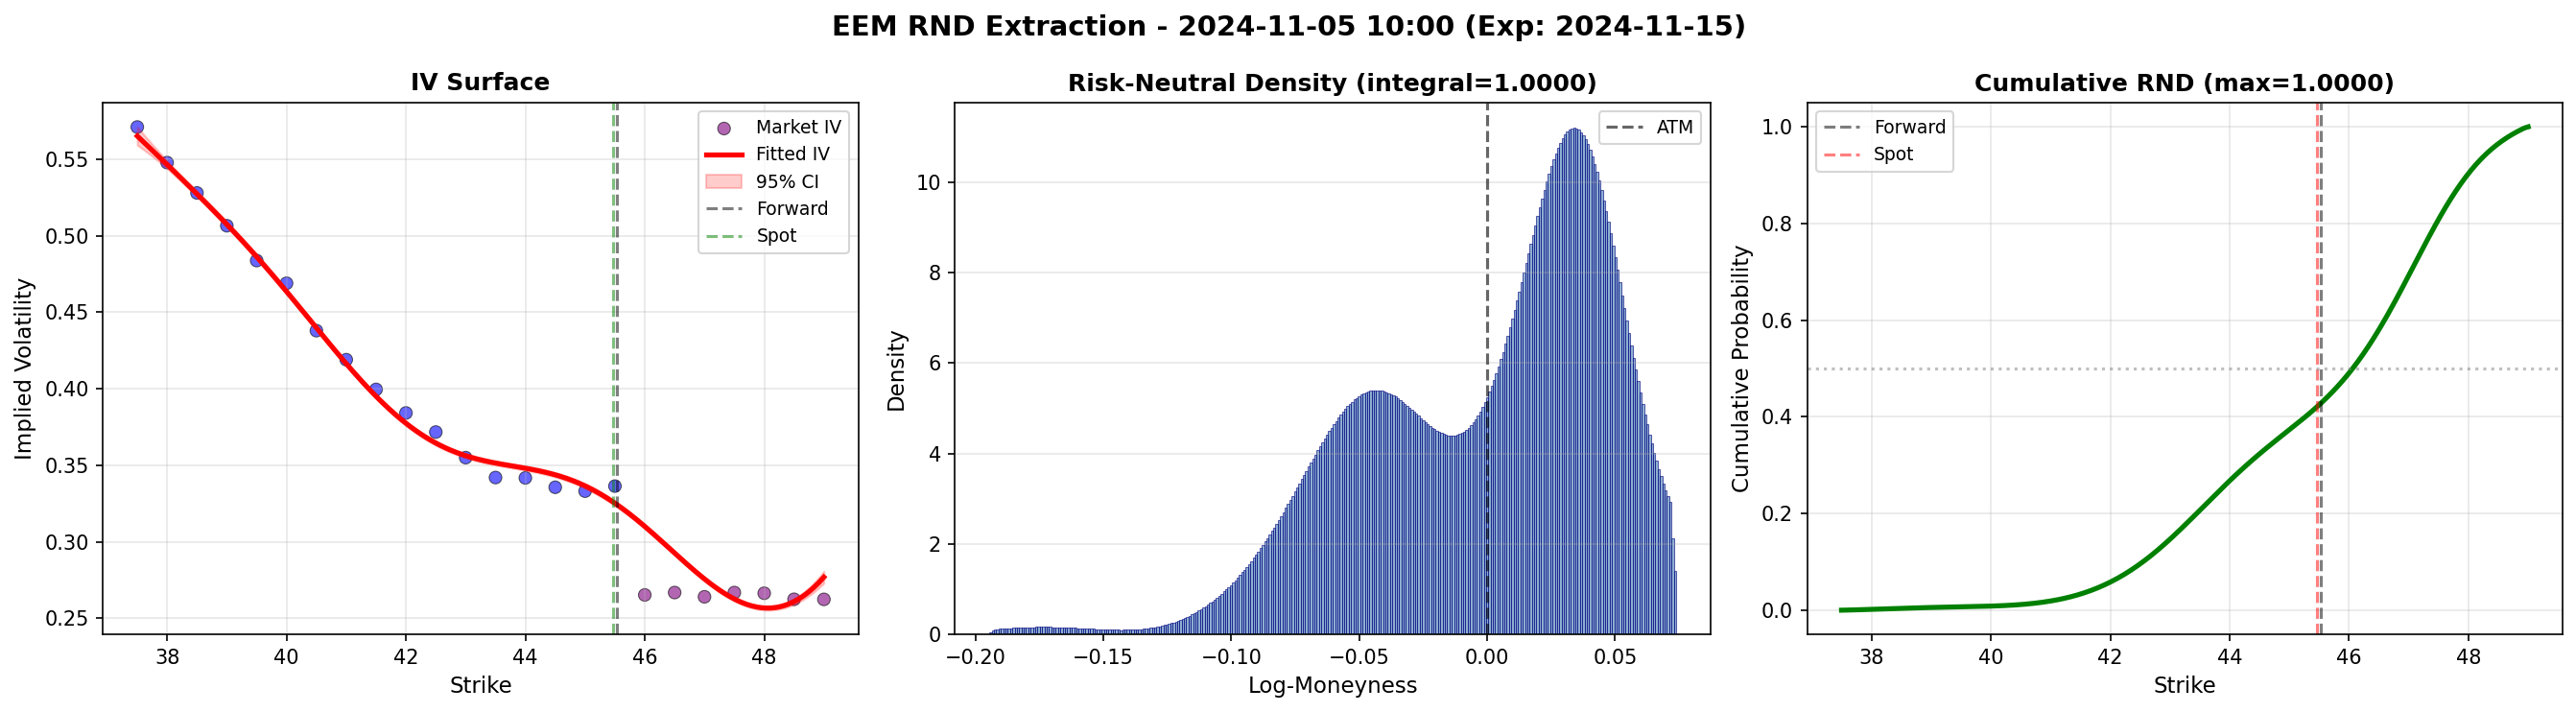 EEM RND Extraction - 2024-11-05 10:00 (Exp: 2024-11-15)
IV Surface
Implied Volatility
0.55
0.50
0.45
0.40
0.35
0.30
0.25
38
40
42
44
46
48
Strike
Market IV
Fitted IV
95% CI
Forward
Spot
Risk-Neutral Density (integral=1.0000)
Density
10
8
6
4
2
0
−0.20
−0.15
−0.10
−0.05
0.00
0.05
Log-Moneyness
ATM
Cumulative RND (max=1.0000)
Cumulative Probability
1.0
0.8
0.6
0.4
0.2
0.0
38
40
42
44
46
48
Strike
Forward
Spot